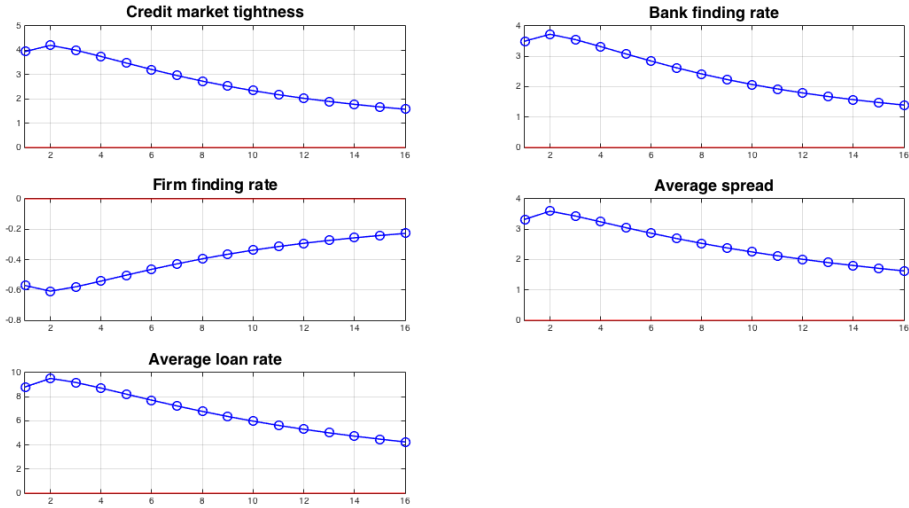 Credit market tightness
5
4
3
2
1
0
2 4 6 8 10 12 14 16
Bank finding rate
4
3
2
1
0
2 4 6 8 10 12 14 16
Firm finding rate
0
-0.2
-0.4
-0.6
-0.8
2 4 6 8 10 12 14 16
Average spread
4
3
2
1
0
2 4 6 8 10 12 14 16
Average loan rate
10
8
6
4
2
0
2 4 6 8 10 12 14 16